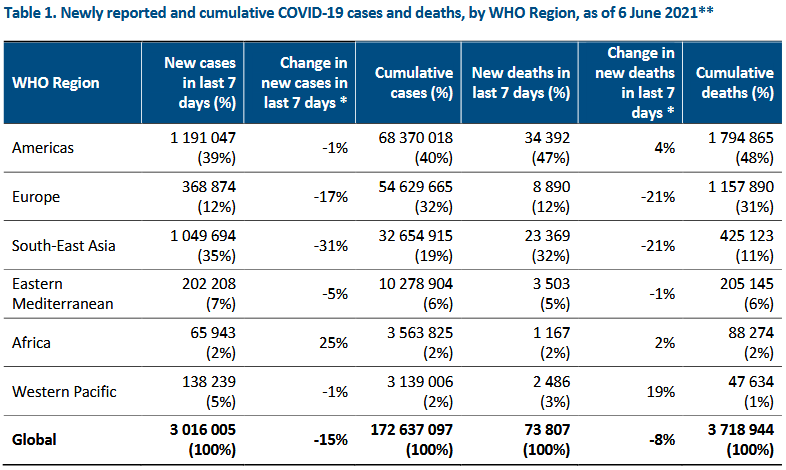 Table 1. Newly reported and cumulative COVID-19 cases and deaths, by WHO Region, as of 6 June 2021**
WHO Region
New cases
in last 7
days (%)
Change in
new cases in
last 7 days *
Cumulative
cases (%)
New deaths in
last 7 days (%)
Change in
new deaths
in last 7
days *
Cumulative
deaths (%)
Americas
1 191 047
(39%)
-1%
68 370 018
(40%)
34 392
(47%)
4%
1 794 865
(48%)
Europe
368 874
(12%)
-17%
54 629 665
(32%)
8 890
(12%)
-21%
1 157 890
(31%)
South-East Asia
1 049 694
(35%)
-31%
32 654 915
(19%)
23 369
(32%)
-21%
425 123
(11%)
Eastern
Mediterranean
202 208
(7%)
-5%
10 278 904
(6%)
3 503
(5%)
-1%
205 145
(6%)
Africa
65 943
(2%)
25%
3 563 825
(2%)
1 167
(2%)
2%
88 274
(2%)
Western Pacific
138 239
(5%)
-1%
3 139 006
(2%)
2 486
(3%)
19%
47 634
(1%)
Global
3 016 005
(100%)
-15%
172 637 097
(100%)
73 807
(100%)
-8%
3 718 944
(100%)